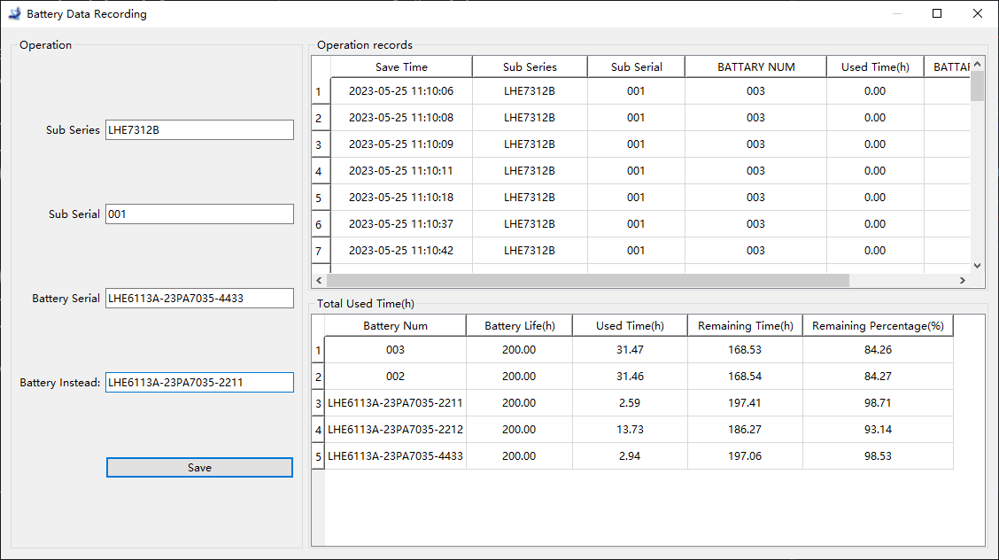 Battery Data Recording
Operation
Sub Series LHE7312B
Sub Serial 001
Battery Serial LHE6113A-23PA7035-4433
Battery Instead: LHE6113A-23PA7035-2211
Save
Operation records
Save Time Sub Series Sub Serial BATTARY NUM Used Time(h) BATTAR
1 2023-05-25 11:10:06 LHE7312B 001 003 0.00
2 2023-05-25 11:10:08 LHE7312B 001 003 0.00
3 2023-05-25 11:10:09 LHE7312B 001 003 0.00
4 2023-05-25 11:10:11 LHE7312B 001 003 0.00
5 2023-05-25 11:10:18 LHE7312B 001 003 0.00
6 2023-05-25 11:10:37 LHE7312B 001 003 0.00
7 2023-05-25 11:10:42 LHE7312B 001 003 0.00
Total Used Time(h)
Battery Num Battery Life(h) Used Time(h) Remaining Time(h) Remaining Percentage(%)
1 003 200.00 31.47 168.53 84.26
2 002 200.00 31.46 168.54 84.27
3 LHE6113A-23PA7035-2211 200.00 2.59 197.41 98.71
4 LHE6113A-23PA7035-2212 200.00 13.73 186.27 93.14
5 LHE6113A-23PA7035-4433 200.00 2.94 197.06 98.53